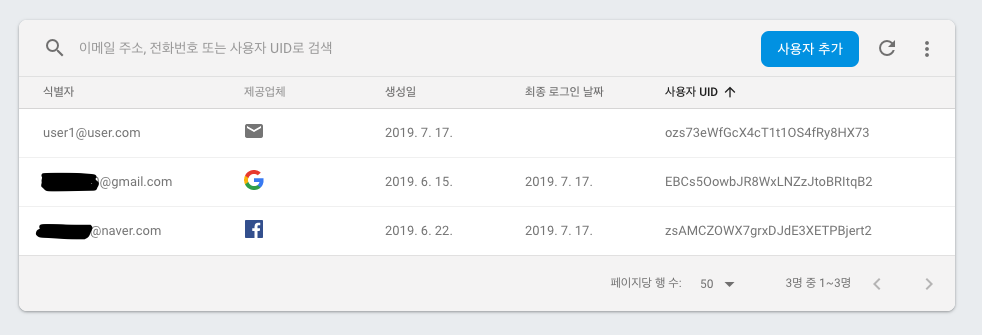 이메일 주소, 전화번호 또는 사용자 UID로 검색 사용자 추가
식별자 제공업체 생성일 최종 로그인 날짜 사용자 UID
user1@user.com 2019. 7. 17. ozs73eWfGcX4cT1t1OS4fRy8HX73
@gmail.com 2019. 6. 15. 2019. 7. 17. EBCs5OowbJR8WxLNZzJtoBRItqB2
@naver.com 2019. 6. 22. 2019. 7. 17. zsAMCZOWX7grxDJdE3XETPBjert2
페이지당 행 수: 50 3명 중 1~3명